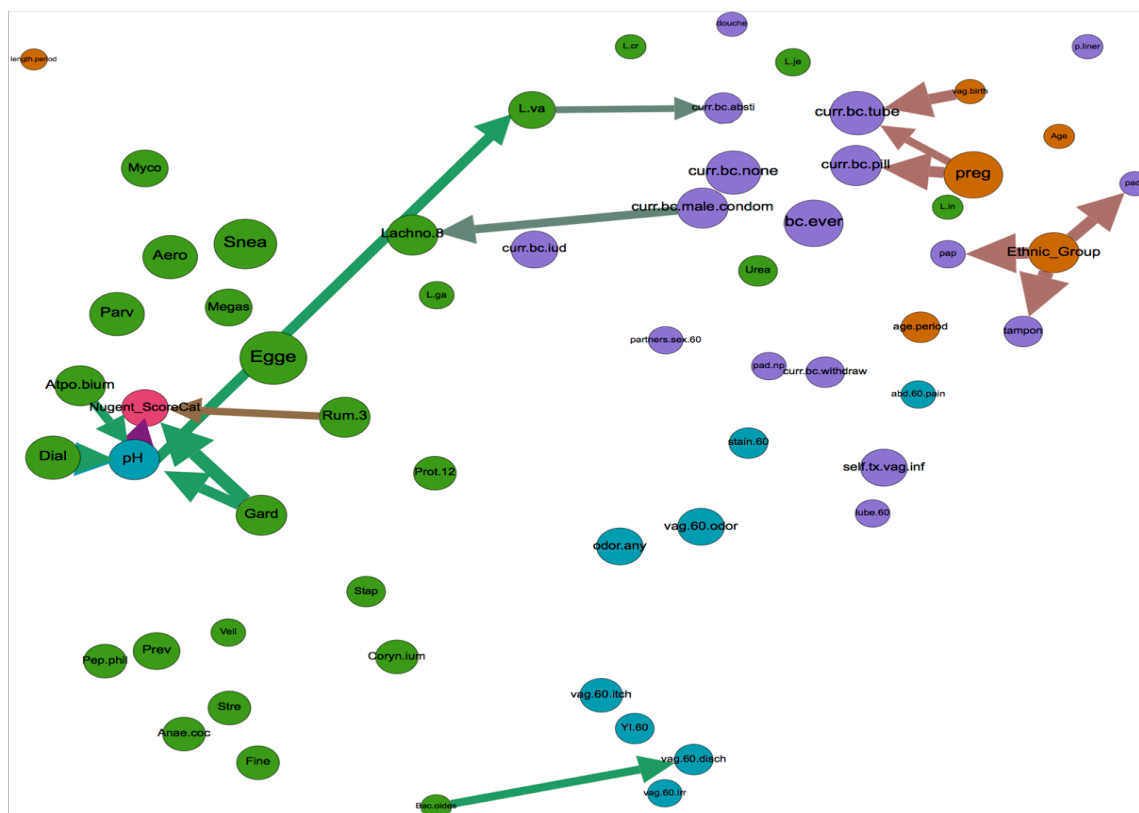 douche
L.cr
p.liner
length.period
L.je
vag.birth
L.va
curr.bc.absti
curr.bc.tube
Age
Myco
curr.bc.none
curr.bc.pill
preg
pad
curr.bc.male.condom
L.in
bc.ever
Lachno.8
Snea
Aero
curr.bc.iud
pap
Ethnic_Group
Urea
L.ga
Megas
Parv
age.period
tampon
partners.sex.60
Egge
pad.np
curr.bc.withdraw
Atpo.bium
abd.60.pain
Nugent_ScoreCat
Rum.3
stain.60
Dial
pH
self.tx.vag.inf
Prot.12
Gard
lube.60
vag.60.odor
odor.any
Stap
Veil
Prev
Pep.phil
Coryn.ium
vag.60.itch
Stre
YI.60
Anae.coc
Fine
vag.60.disch
vag.60.irr
Bac.oides